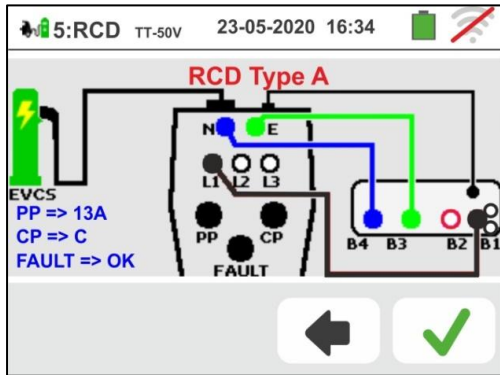 5:RCD TT-50V 23-05-2020 16:34
RCD Type A
N E
L1 L2 L3
EVCS
PP => 13A
CP => C
FAULT => OK
PP CP
FAULT
B4 B3 B2 B1